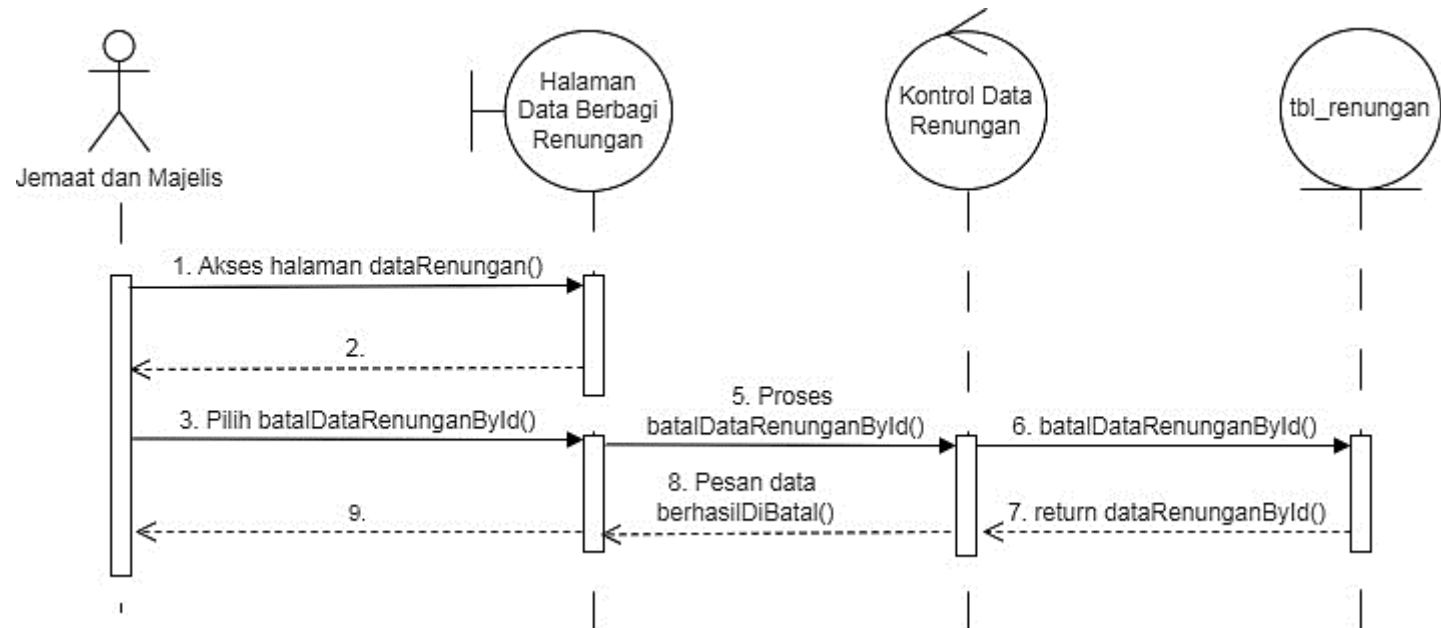 Halaman
Data Berbagi
Renungan
Kontrol Data
Renungan
tbl_renungan
Jemaat dan Majelis
1. Akses halaman dataRenungan()
2.
3. Pilih batalDataRenunganById()
5. Proses
batalDataRenunganById()
6. batalDataRenunganById()
7. return dataRenunganById()
8. Pesan data
berhasilDiBatal()
9.